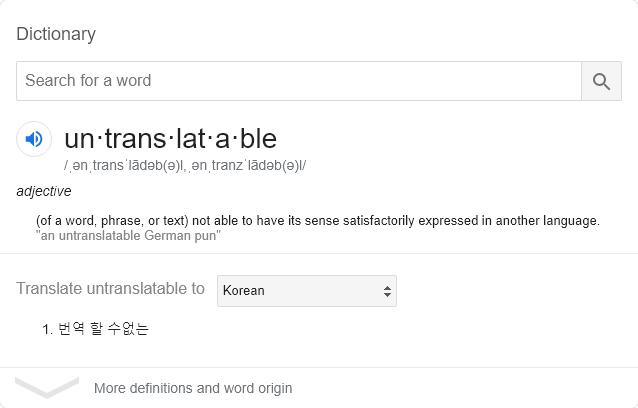 Dictionary
Search for a word
un·trans·lat·a·ble
/ˌənˌtransˈlādəb(ə)l,ˌənˌtranzˈlādəb(ə)l/
adjective
(of a word, phrase, or text) not able to have its sense satisfactorily expressed in another language.
"an untranslatable German pun"
Translate untranslatable to Korean
1. 번역 할 수없는
More definitions and word origin